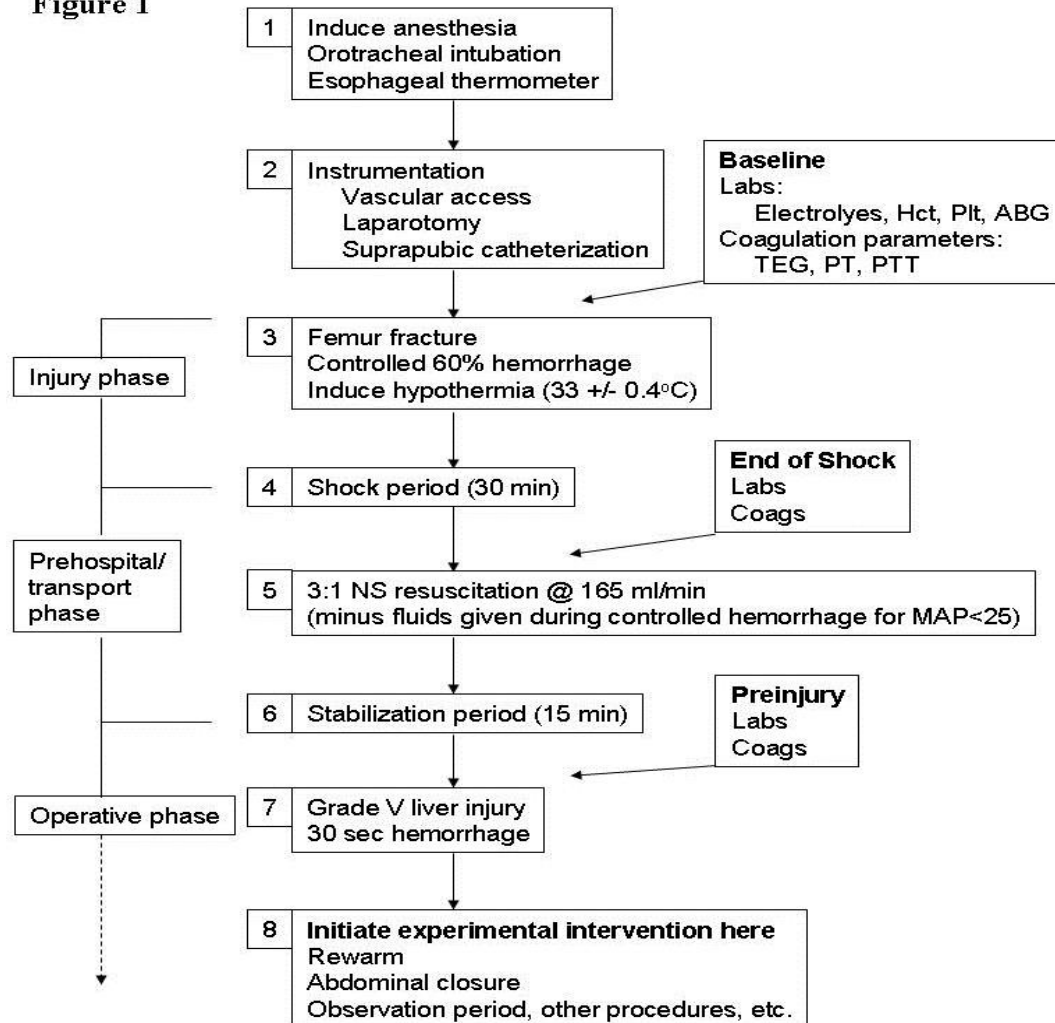 Figure 1
1 Induce anesthesia
Orotracheal intubation
Esophageal thermometer
2 Instrumentation
Vascular access
Laparotomy
Suprapubic catheterization
Baseline
Labs:
Electrolyes, Hct, Plt, ABG
Coagulation parameters:
TEG, PT, PTT
Injury phase
3 Femur fracture
Controlled 60% hemorrhage
Induce hypothermia (33 +/- 0.4°C)
End of Shock
Labs
Coags
4 Shock period (30 min)
Prehospital/
transport
phase
5 3:1 NS resuscitation @ 165 ml/min
(minus fluids given during controlled hemorrhage for MAP<25)
Preinjury
Labs
Coags
6 Stabilization period (15 min)
Operative phase
7 Grade V liver injury
30 sec hemorrhage
8 Initiate experimental intervention here
Rewarm
Abdominal closure
Observation period, other procedures, etc.